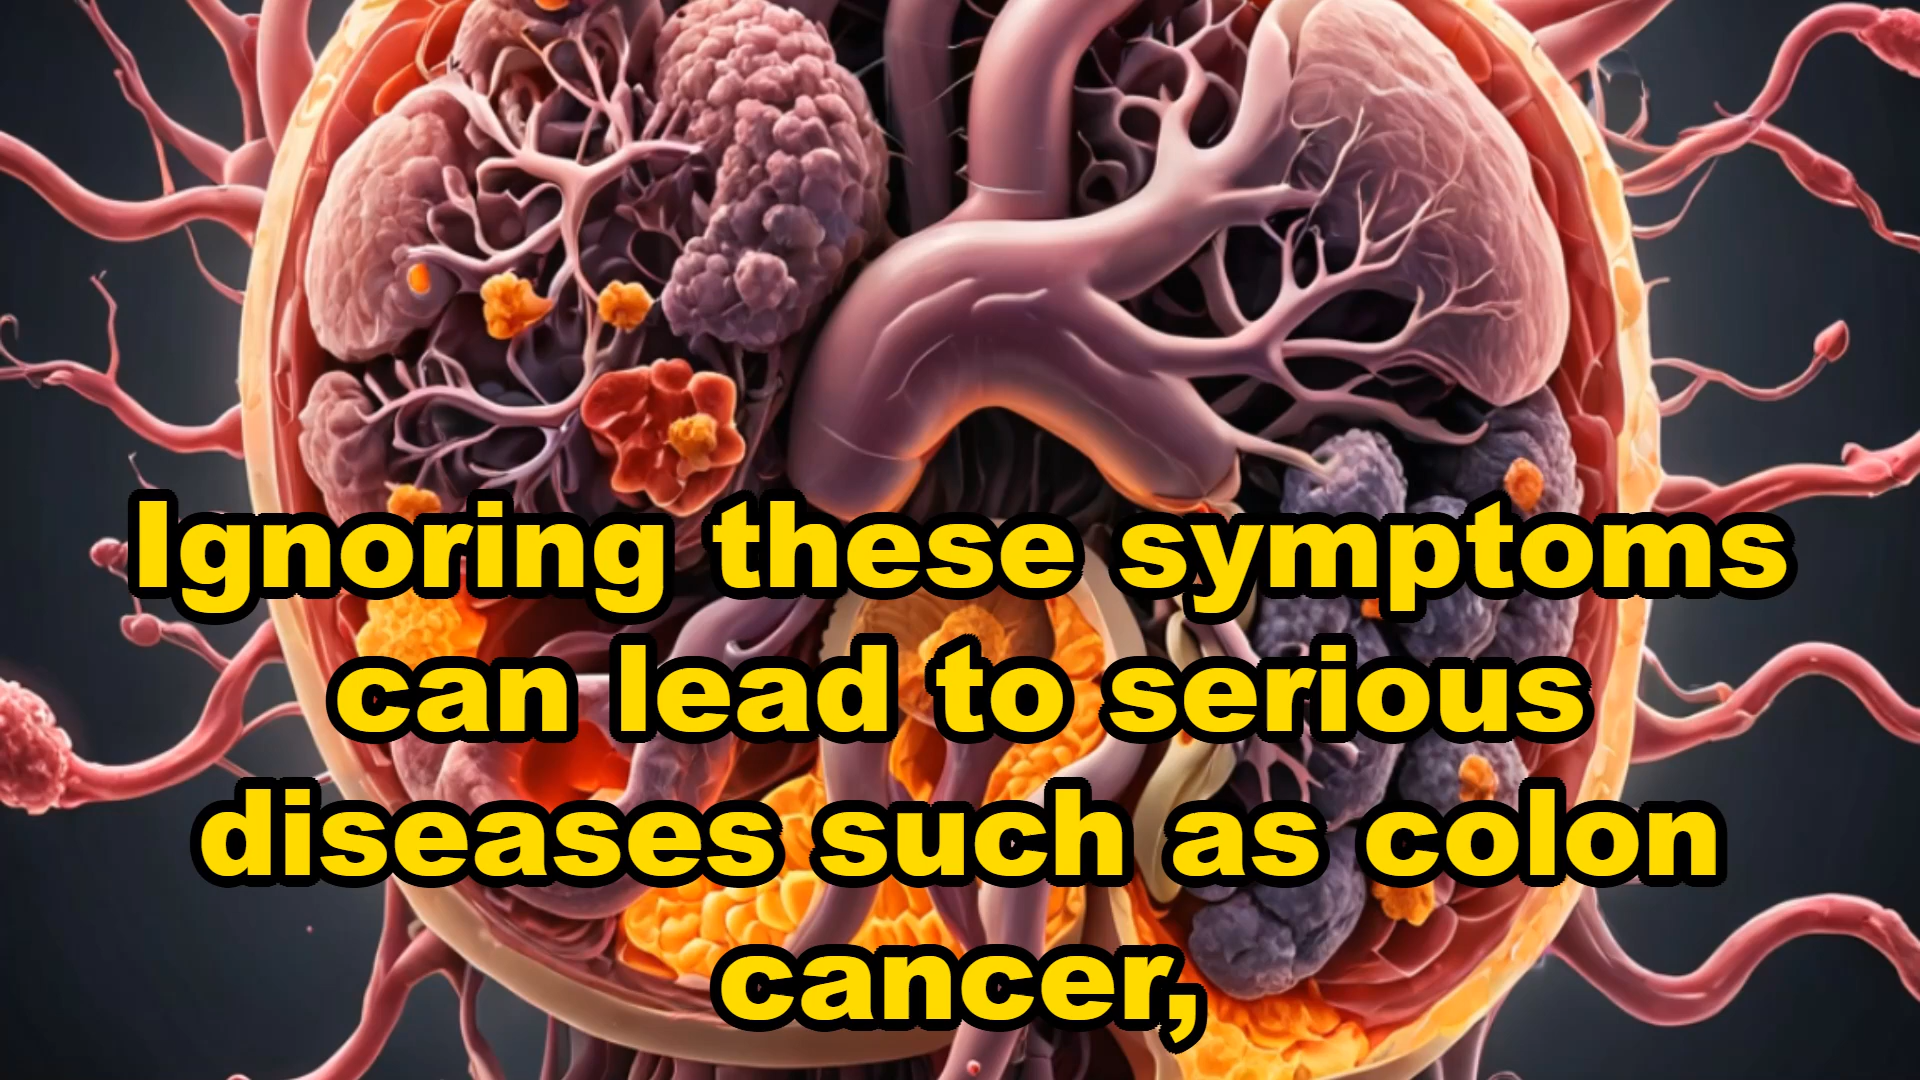 Ignoring these symptoms
can lead to serious
diseases such as colon
cancer,